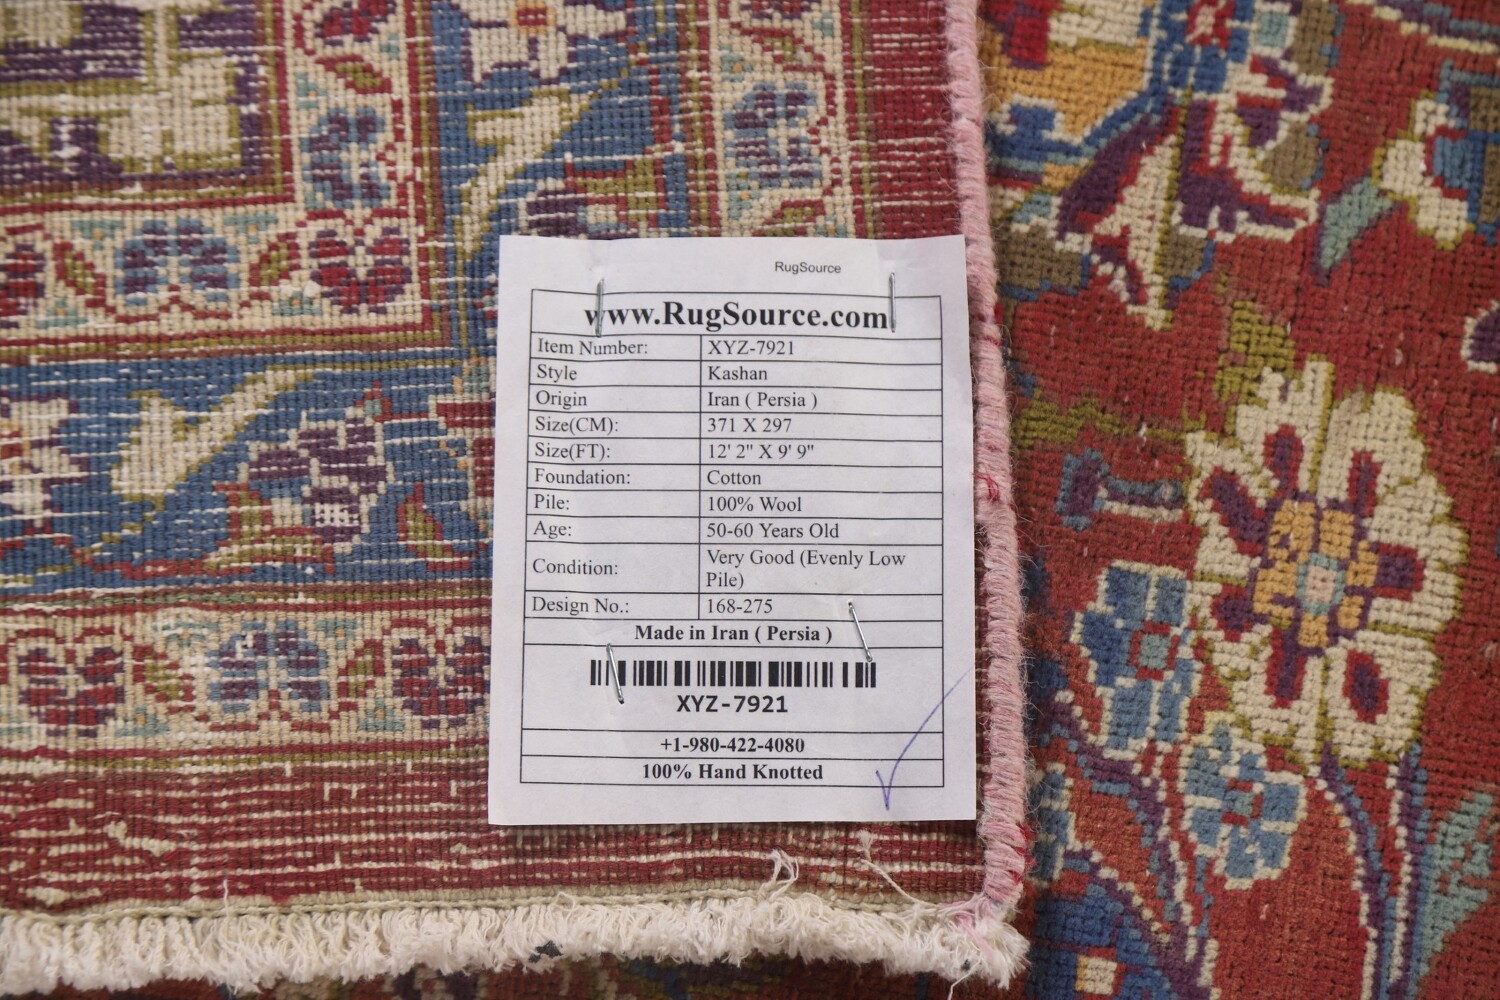 RugSource
www.RugSource.com
Item Number: XYZ-7921
Style Kashan
Origin Iran ( Persia )
Size(CM): 371 X 297
Size(FT): 12' 2" X 9' 9"
Foundation: Cotton
Pile: 100% Wool
Age: 50-60 Years Old
Condition: Very Good (Evenly Low
Pile)
Design No.: 168-275
Made in Iran ( Persia )
XYZ-7921
+1-980-422-4080
100% Hand Knotted